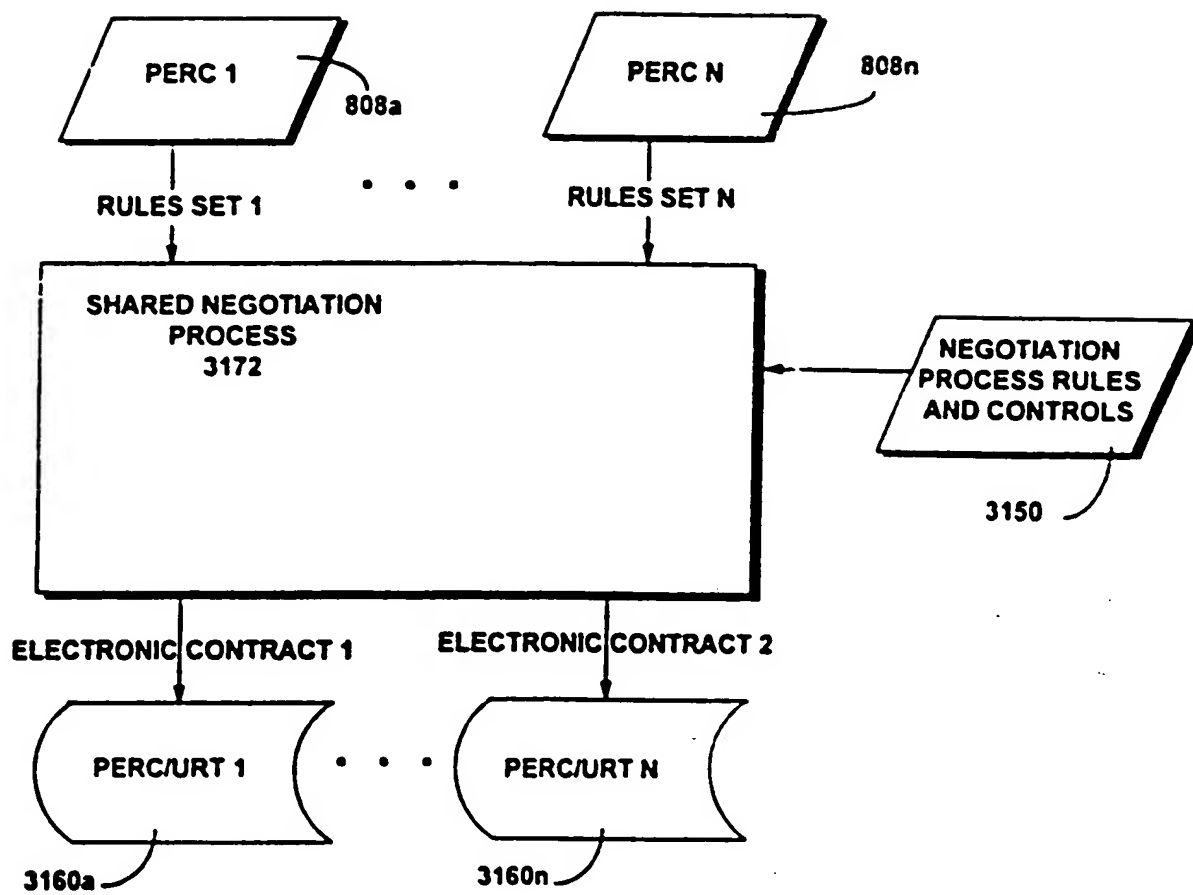 PERC 1
808a
PERC N
808n
RULES SET 1
RULES SET N
SHARED NEGOTIATION
PROCESS
3172
NEGOTIATION
PROCESS RULES
AND CONTROLS
3150
ELECTRONIC CONTRACT 1
ELECTRONIC CONTRACT 2
PERC/URT 1
PERC/URT N
3160a
3160n